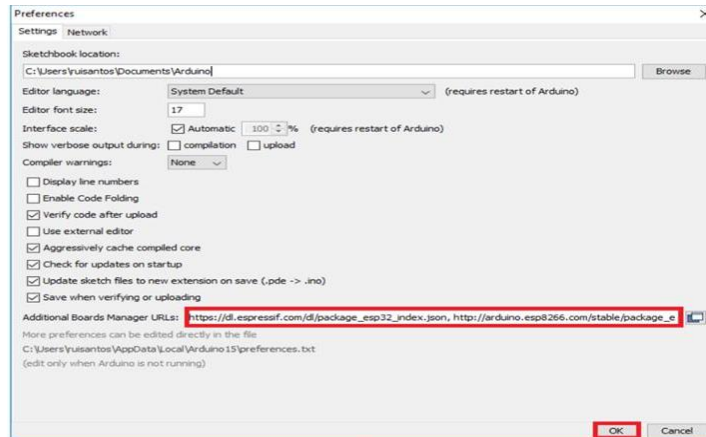 Preferences
Settings Network
Sketchbook location:
C:\Users\ruisantos\Documents\Arduino Browse
Editor language: System Default (requires restart of Arduino)
Editor font size: 17
Interface scale: Automatic 100 % (requires restart of Arduino)
Show verbose output during: compilation upload
Compiler warnings: None
Display line numbers
Enable Code Folding
Verify code after upload
Use external editor
Aggressively cache compiled core
Check for updates on startup
Update sketch files to new extension on save (.pde -> .ino)
Save when verifying or uploading
Additional Boards Manager URLs: https://dl.espressif.com/dl/package_esp32_index.json, http://arduino.esp8266.com/stable/package_e
More preferences can be edited directly in the file
C:\Users\ruisantos\AppData\Local\Arduino15\preferences.txt
(edit only when Arduino is not running)
OK Cancel